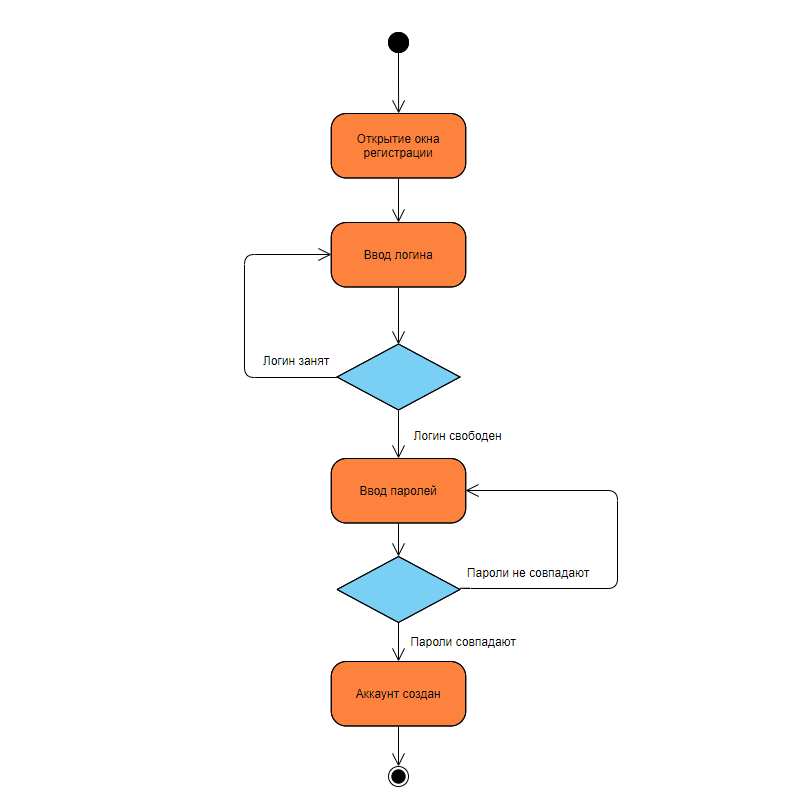 Открытие окна
регистрации
Ввод логина
Логин занят
Логин свободен
Ввод паролей
Пароли не совпадают
Пароли совпадают
Аккаунт создан